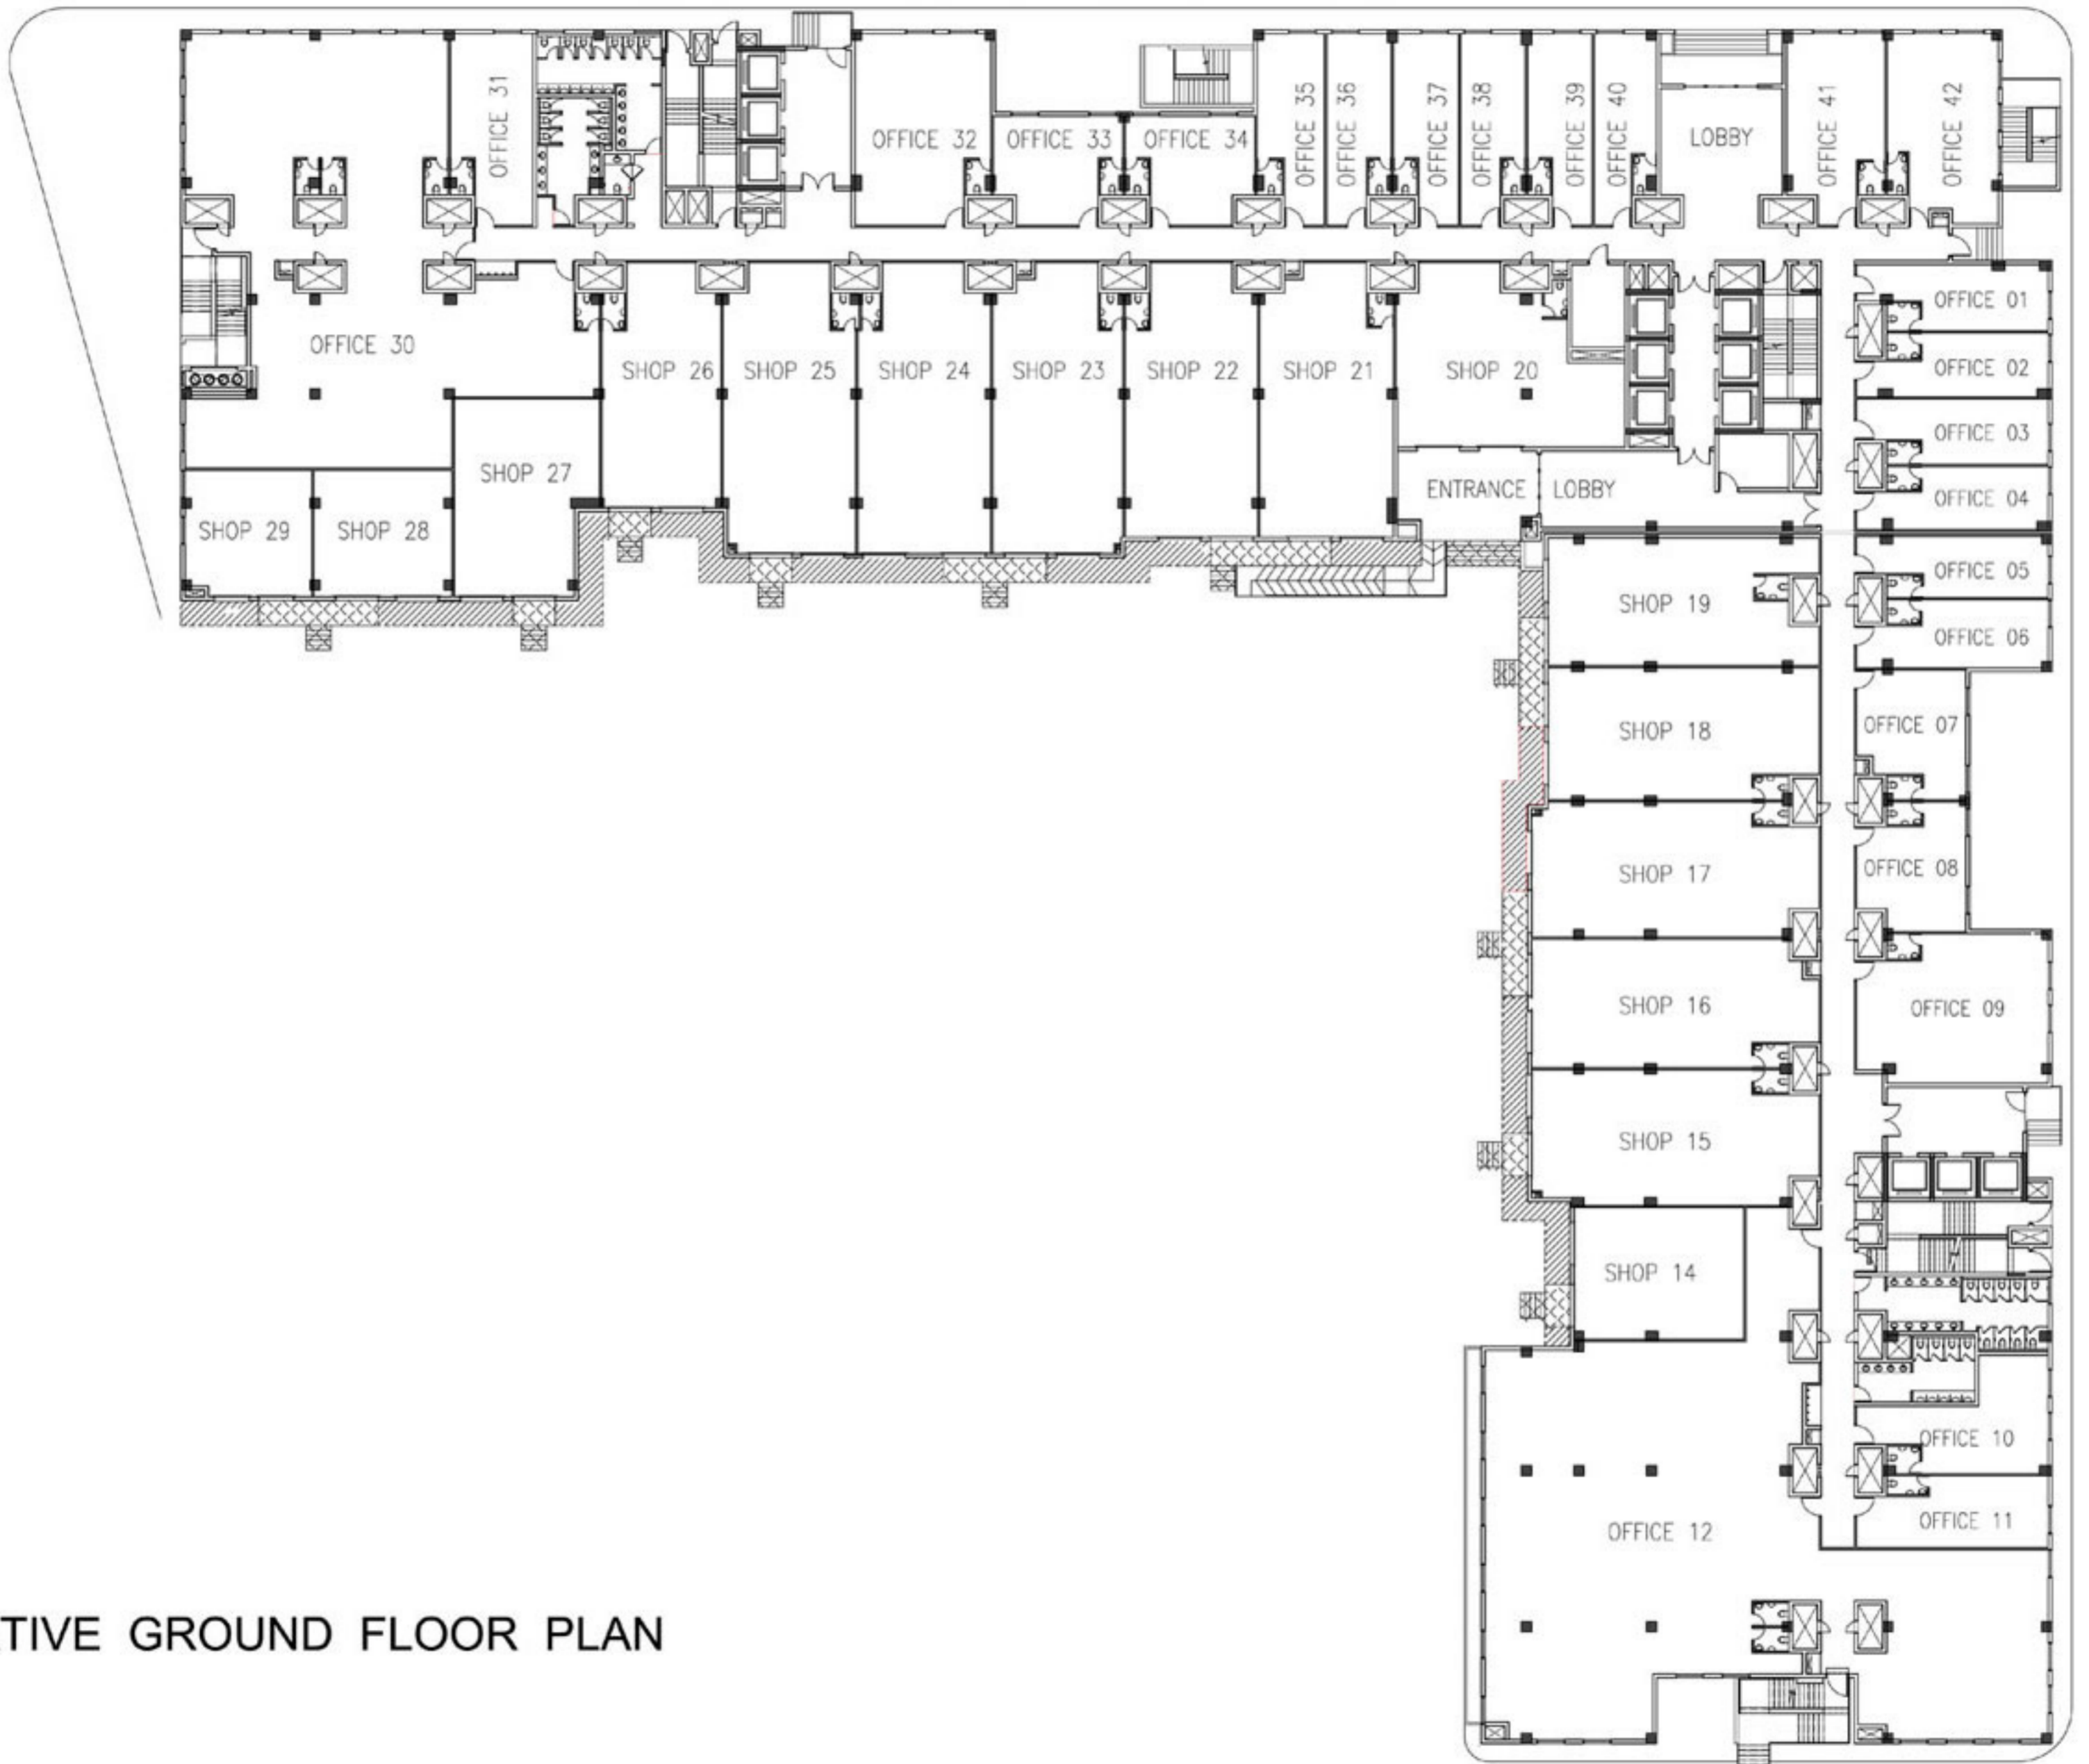 OFFICE 31
OFFICE 32
OFFICE 33
OFFICE 34
OFFICE 35
OFFICE 36
OFFICE 37
OFFICE 38
OFFICE 39
OFFICE 40
LOBBY
OFFICE 41
OFFICE 42
OFFICE 30
SHOP 26
SHOP 25
SHOP 24
SHOP 23
SHOP 22
SHOP 21
SHOP 20
OFFICE 01
OFFICE 02
OFFICE 03
OFFICE 04
SHOP 27
SHOP 29
SHOP 28
ENTRANCE
LOBBY
OFFICE 05
SHOP 19
OFFICE 06
SHOP 18
OFFICE 07
SHOP 17
OFFICE 08
SHOP 16
OFFICE 09
SHOP 15
SHOP 14
OFFICE 10
OFFICE 12
OFFICE 11
TIVE GROUND FLOOR PLAN